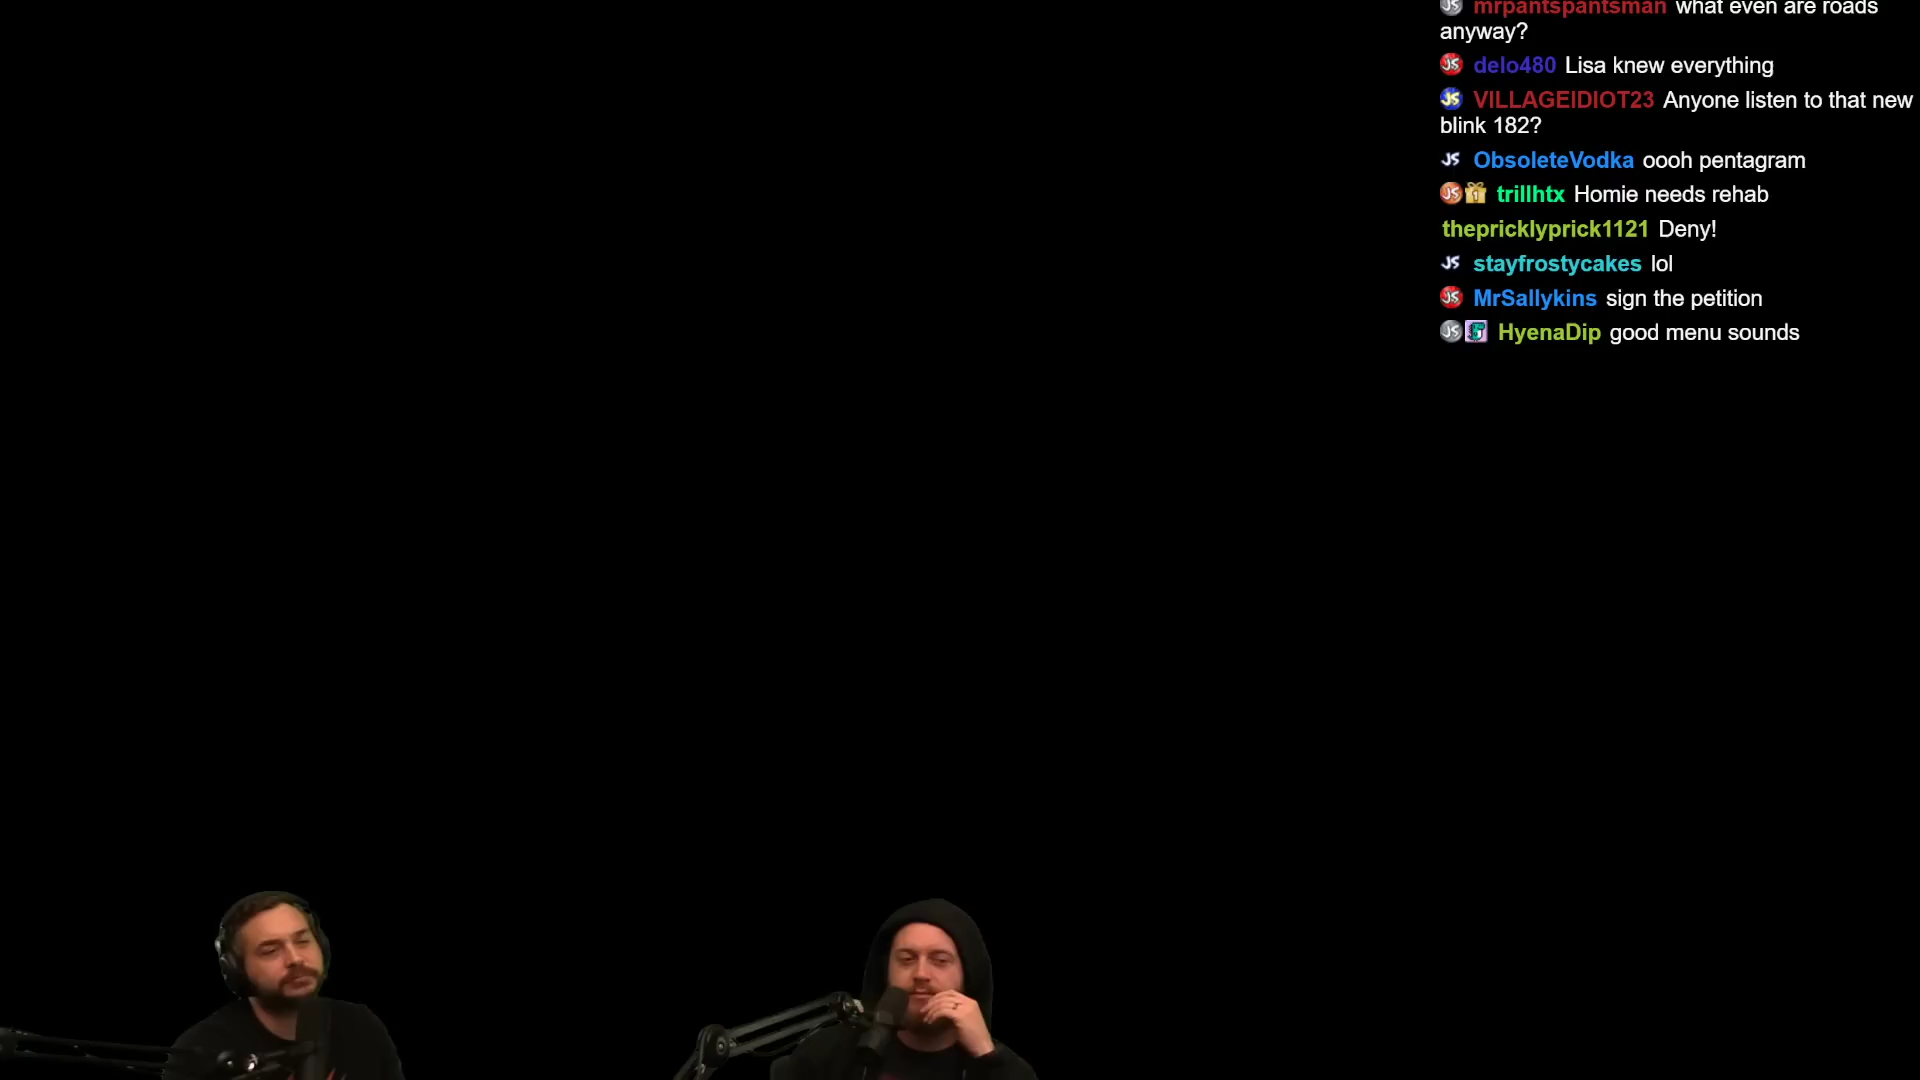 mrpantspantsman what even are roads
anyway?
delo480 Lisa knew everything
VILLAGEIDIOT23 Anyone listen to that new
blink 182?
ObsoleteVodka oooh pentagram
trillhtx Homie needs rehab
thepricklyprick1121 Deny!
stayfrostycakes lol
MrSallykins sign the petition
HyenaDip good menu sounds